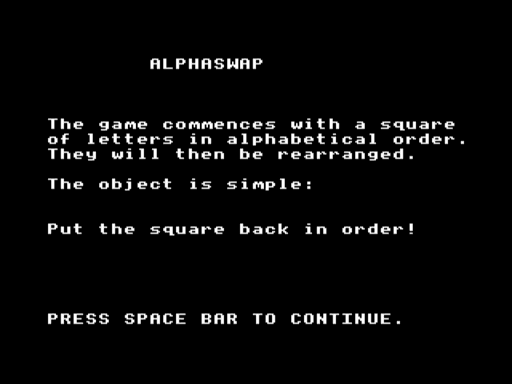 ALPHASWAP
The game commences with a square
of letters in alphabetical order.
They will then be rearranged.
The object is simple:
Put the square back in order!
PRESS SPACE BAR TO CONTINUE.